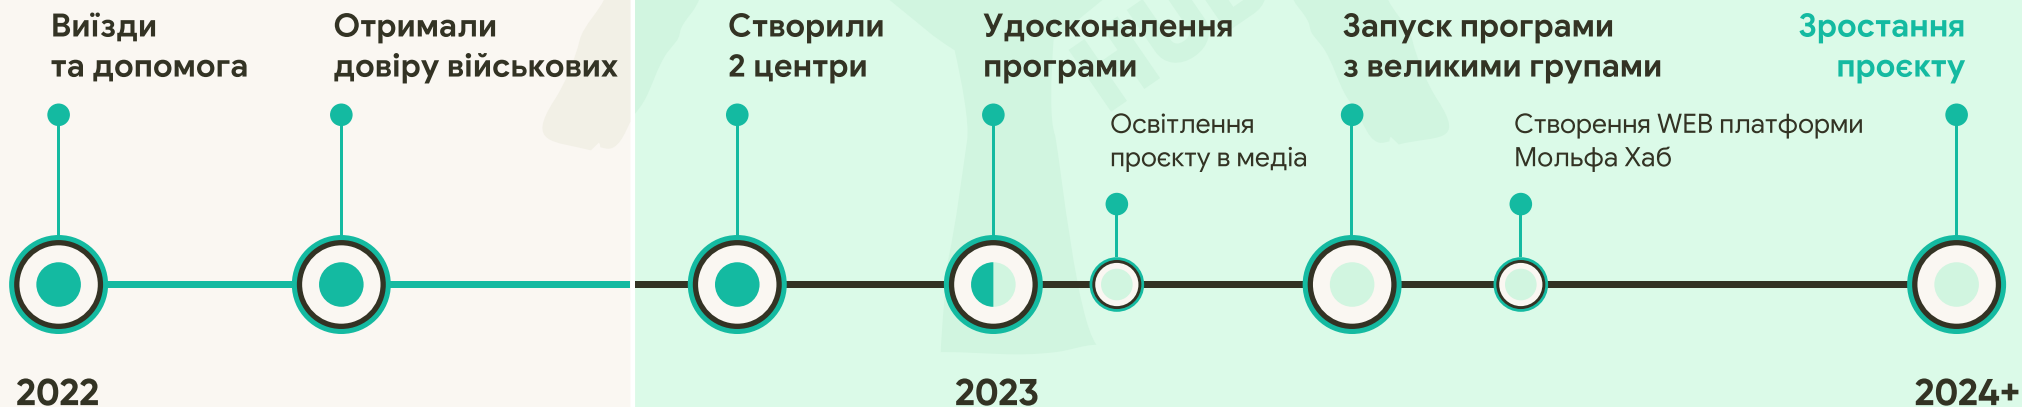 Виїзди
та допомога
Отримали
довіру військових
Створили
2 центри
Удосконалення
програми
Освітлення
проєкту в медіа
Запуск програми
з великими групами
Створення WEB платформи
Мольфа Хаб
Зростання
проєкту
HUB
2022
2023
2024+